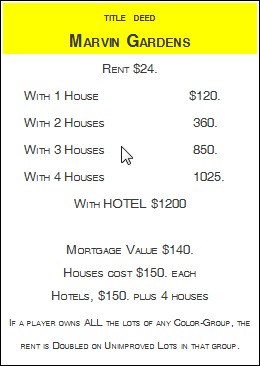 TITLE DEED
MARVIN GARDENS
RENT $24.
WITH 1 HOUSE $120.
WITH 2 HOUSES 360.
WITH 3 HOUSES 850.
WITH 4 HOUSES 1025.
WITH HOTEL $1200
MORTGAGE VALUE $140.
HOUSES COST $150. EACH
HOTELS, $150. PLUS 4 HOUSES
IF A PLAYER OWNS ALL THE LOTS OF ANY COLOR-GROUP, THE
RENT IS DOUBLED ON UNIMPROVED LOTS IN THAT GROUP.